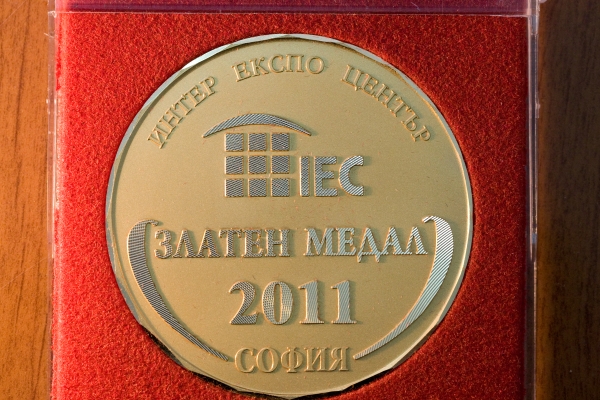 ИНТЕР ЕКСПО ЦЕНТЪР
IEC
ЗЛАТЕН МЕДАЛ
2011
СОФИЯ